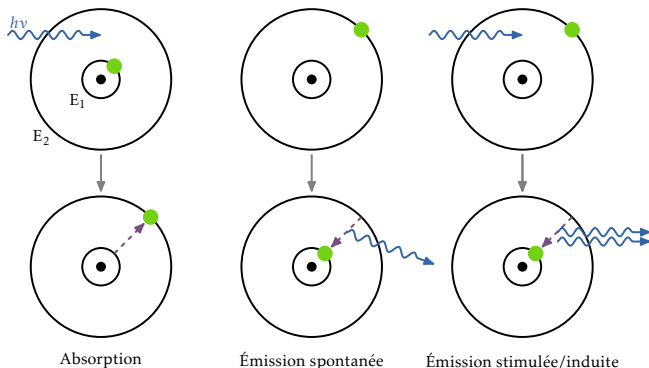 hν
E₁
E₂
Absorption
Émission spontanée
Émission stimulée/induite